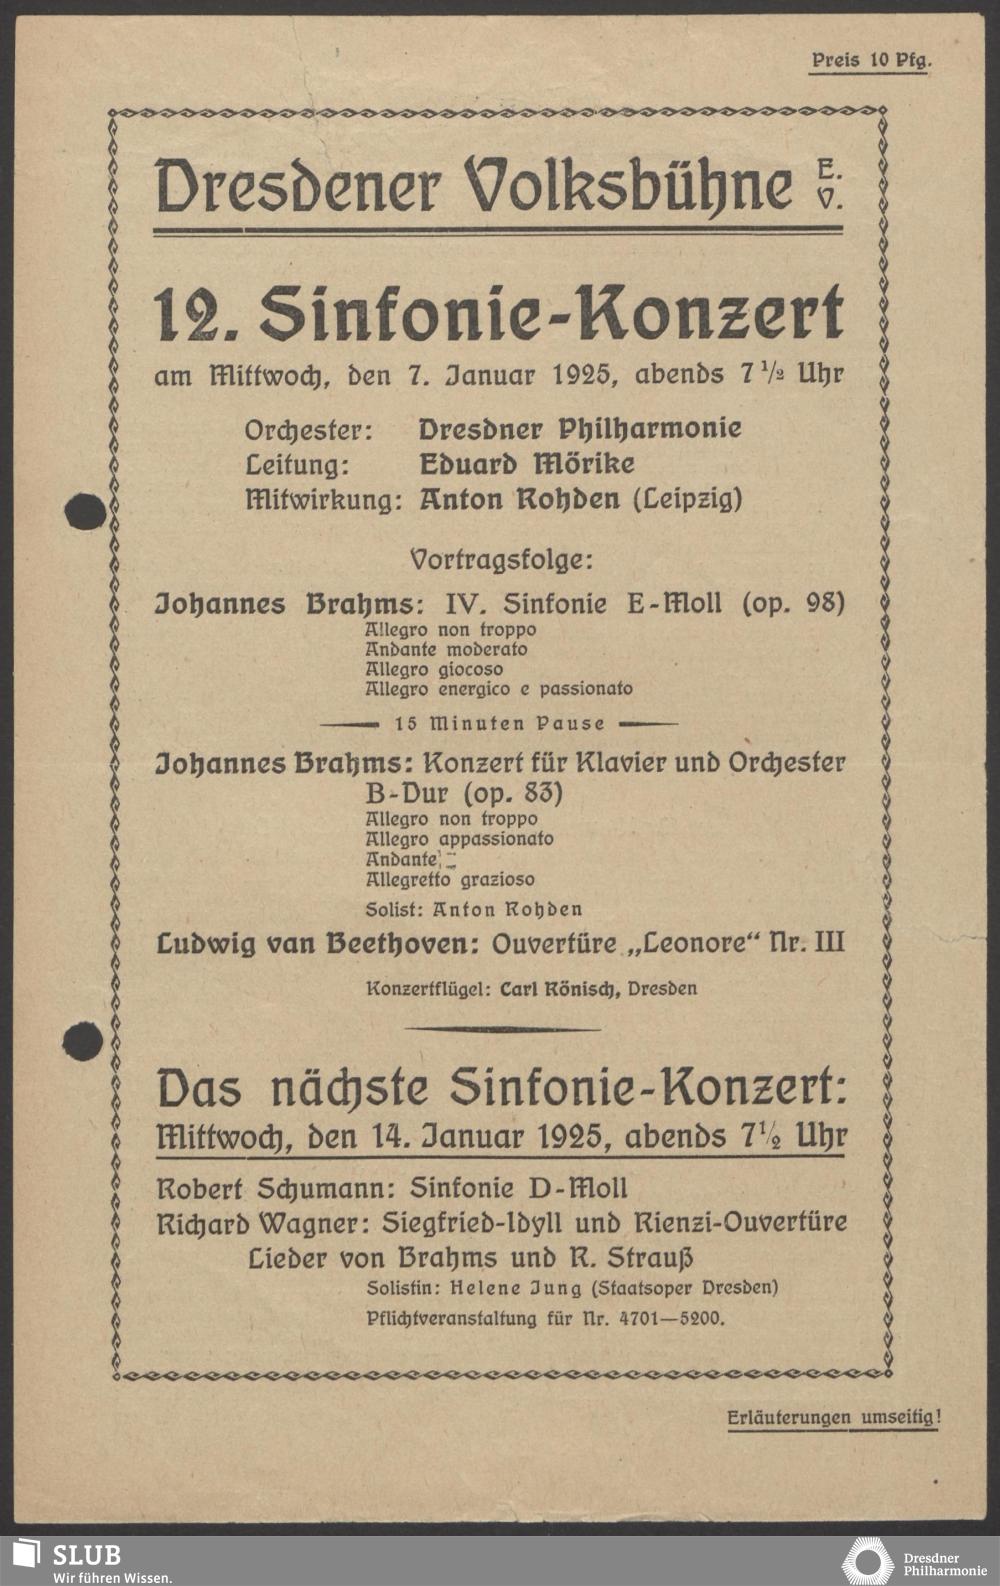 Preis 10 Pfg.
Dresdener Volksbühne E. V.
12. Sinfonie-Konzert
am Mittwoch, den 7. Januar 1925, abends 7 1/2 Uhr
Orchester: Dresdner Philharmonie
Leitung: Eduard Mörike
Mitwirkung: Anton Rohden (Leipzig)
Vortragsfolge:
Johannes Brahms: IV. Sinfonie E-Moll (op. 98)
Allegro non troppo
Andante moderato
Allegro giocoso
Allegro energico e passionato
15 Minuten Pause
Johannes Brahms: Konzert für Klavier und Orchester
B-Dur (op. 83)
Allegro non troppo
Allegro appassionato
Andante
Allegretto grazioso
Solist: Anton Rohden
Ludwig van Beethoven: Ouvertüre „Leonore“ Nr. III
Konzertflügel: Carl Rönisch, Dresden
Das nächste Sinfonie-Konzert:
Mittwoch, den 14. Januar 1925, abends 7 1/2 Uhr
Robert Schumann: Sinfonie D-Moll
Richard Wagner: Siegfried-Idyll und Rienzi-Ouvertüre
Lieder von Brahms und R. Strauß
Solistin: Helene Jung (Staatsoper Dresden)
Pflichtveranstaltung für Nr. 4701—5200.
Erläuterungen umseitig!
SLUB
Wir führen Wissen.
Dresdner
Philharmonie